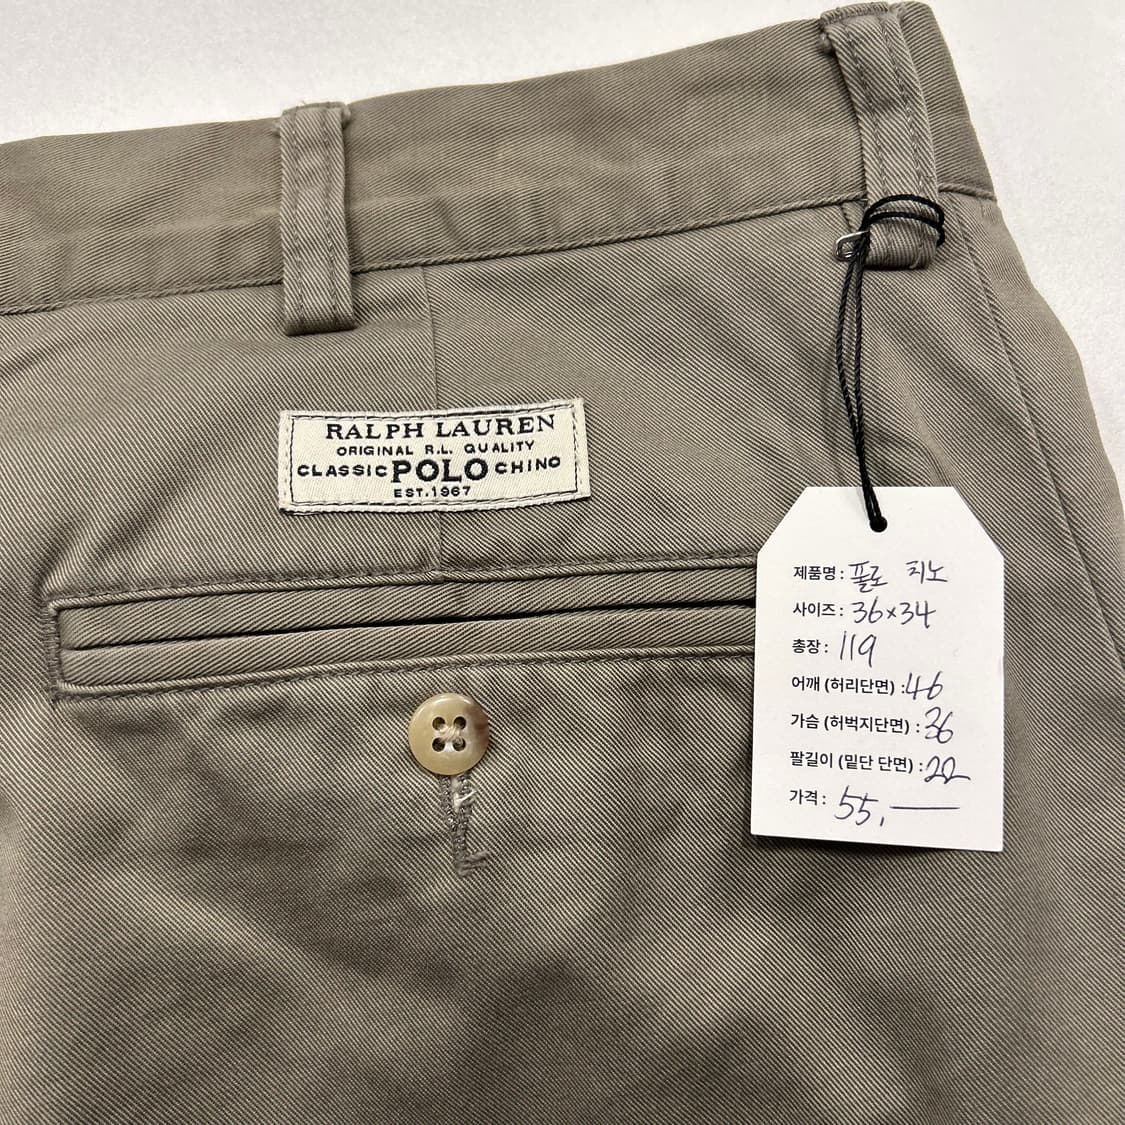 RALPH LAUREN
ORIGINAL R.L. QUALITY
CLASSIC POLO CHINO
EST. 1967
제품명 : 폴로 치노
사이즈 : 36×34
총장 : 119
어깨 (허리단면) : 46
가슴 (허벅지단면) : 36
팔길이 (밑단 단면) : 22
가격 : 55,—